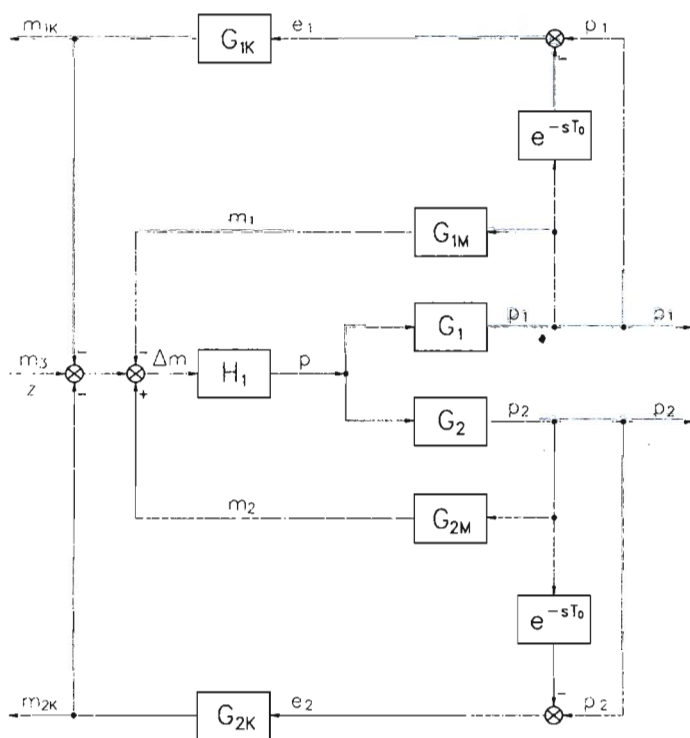 m1K
G1K
e1
p1
-
e^-sT0
m1
G1M
G1
p1
p1
m3
z
-
-
-
+
Δm
H1
p
G2
p2
p2
m2
G2M
e^-sT0
-
m2K
G2K
e2
p2